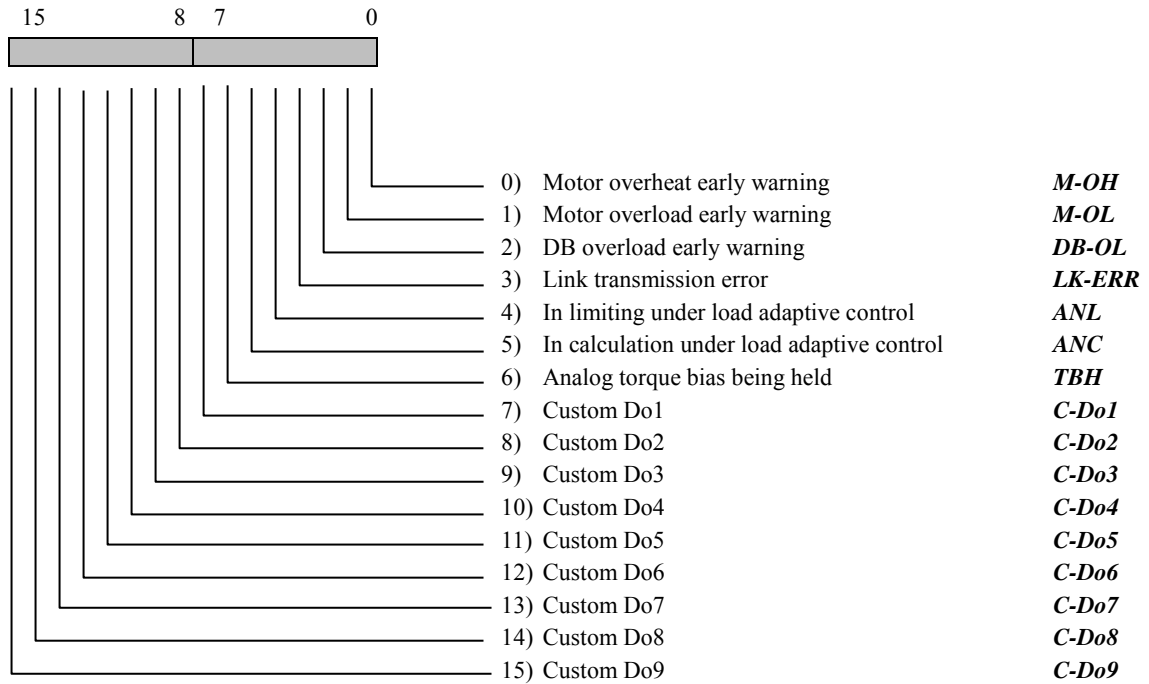 15 8 7 0
0) Motor overheat early warning M-OH
1) Motor overload early warning M-OL
2) DB overload early warning DB-OL
3) Link transmission error LK-ERR
4) In limiting under load adaptive control ANL
5) In calculation under load adaptive control ANC
6) Analog torque bias being held TBH
7) Custom Do1 C-Do1
8) Custom Do2 C-Do2
9) Custom Do3 C-Do3
10) Custom Do4 C-Do4
11) Custom Do5 C-Do5
12) Custom Do6 C-Do6
13) Custom Do7 C-Do7
14) Custom Do8 C-Do8
15) Custom Do9 C-Do9